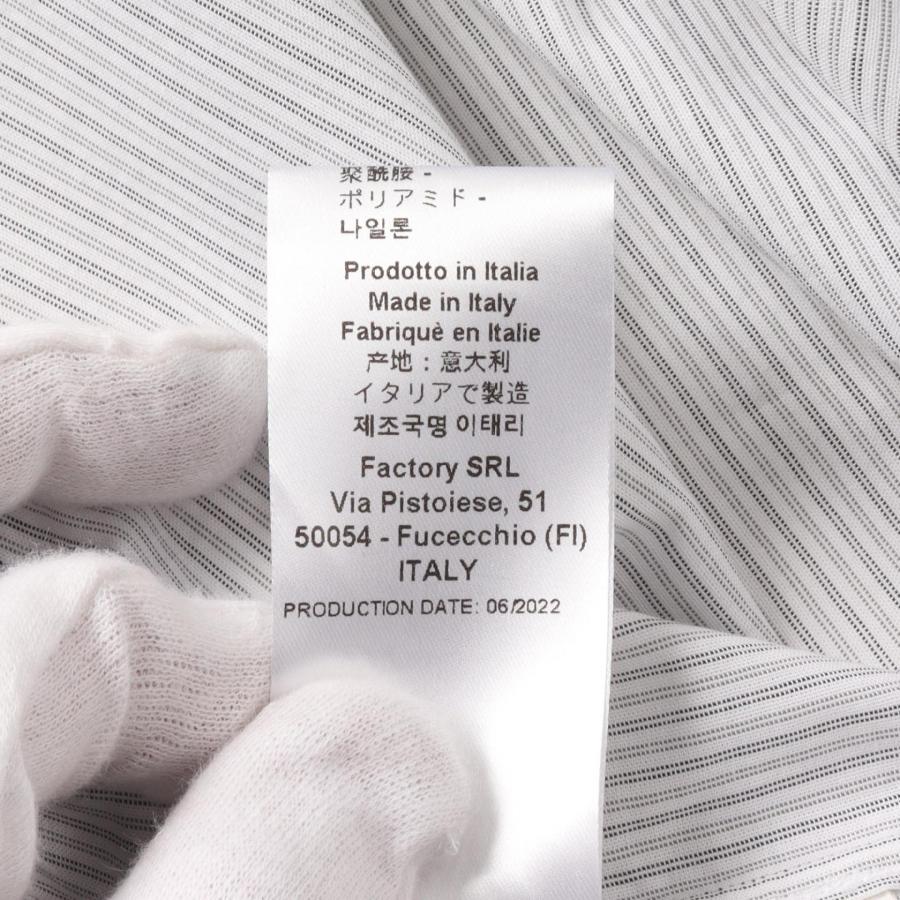 聚酰胺 -
ポリアミド -
나일론
Prodotto in Italia
Made in Italy
Fabriquè en Italie
产地：意大利
イタリアで製造
제조국명 이태리
Factory SRL
Via Pistoiese, 51
50054 - Fucecchio (FI)
ITALY
PRODUCTION DATE: 06/2022